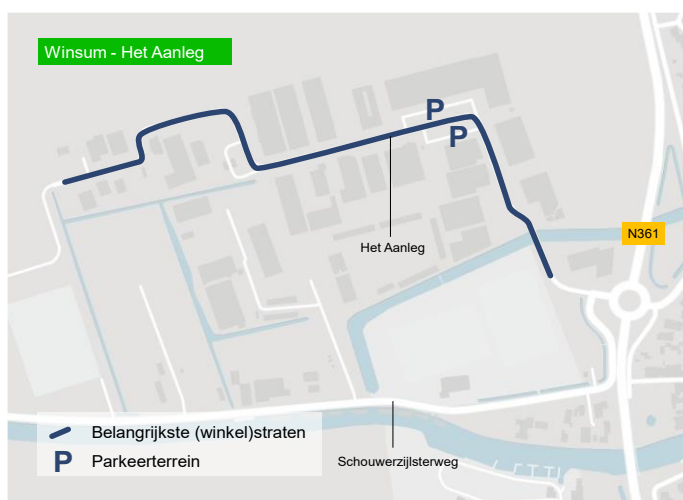 Winsum - Het Aanleg
P
P
Het Aanleg
N361
Belangrijkste (winkel)straten
P Parkeerterrein
Schouwerzijlsterweg